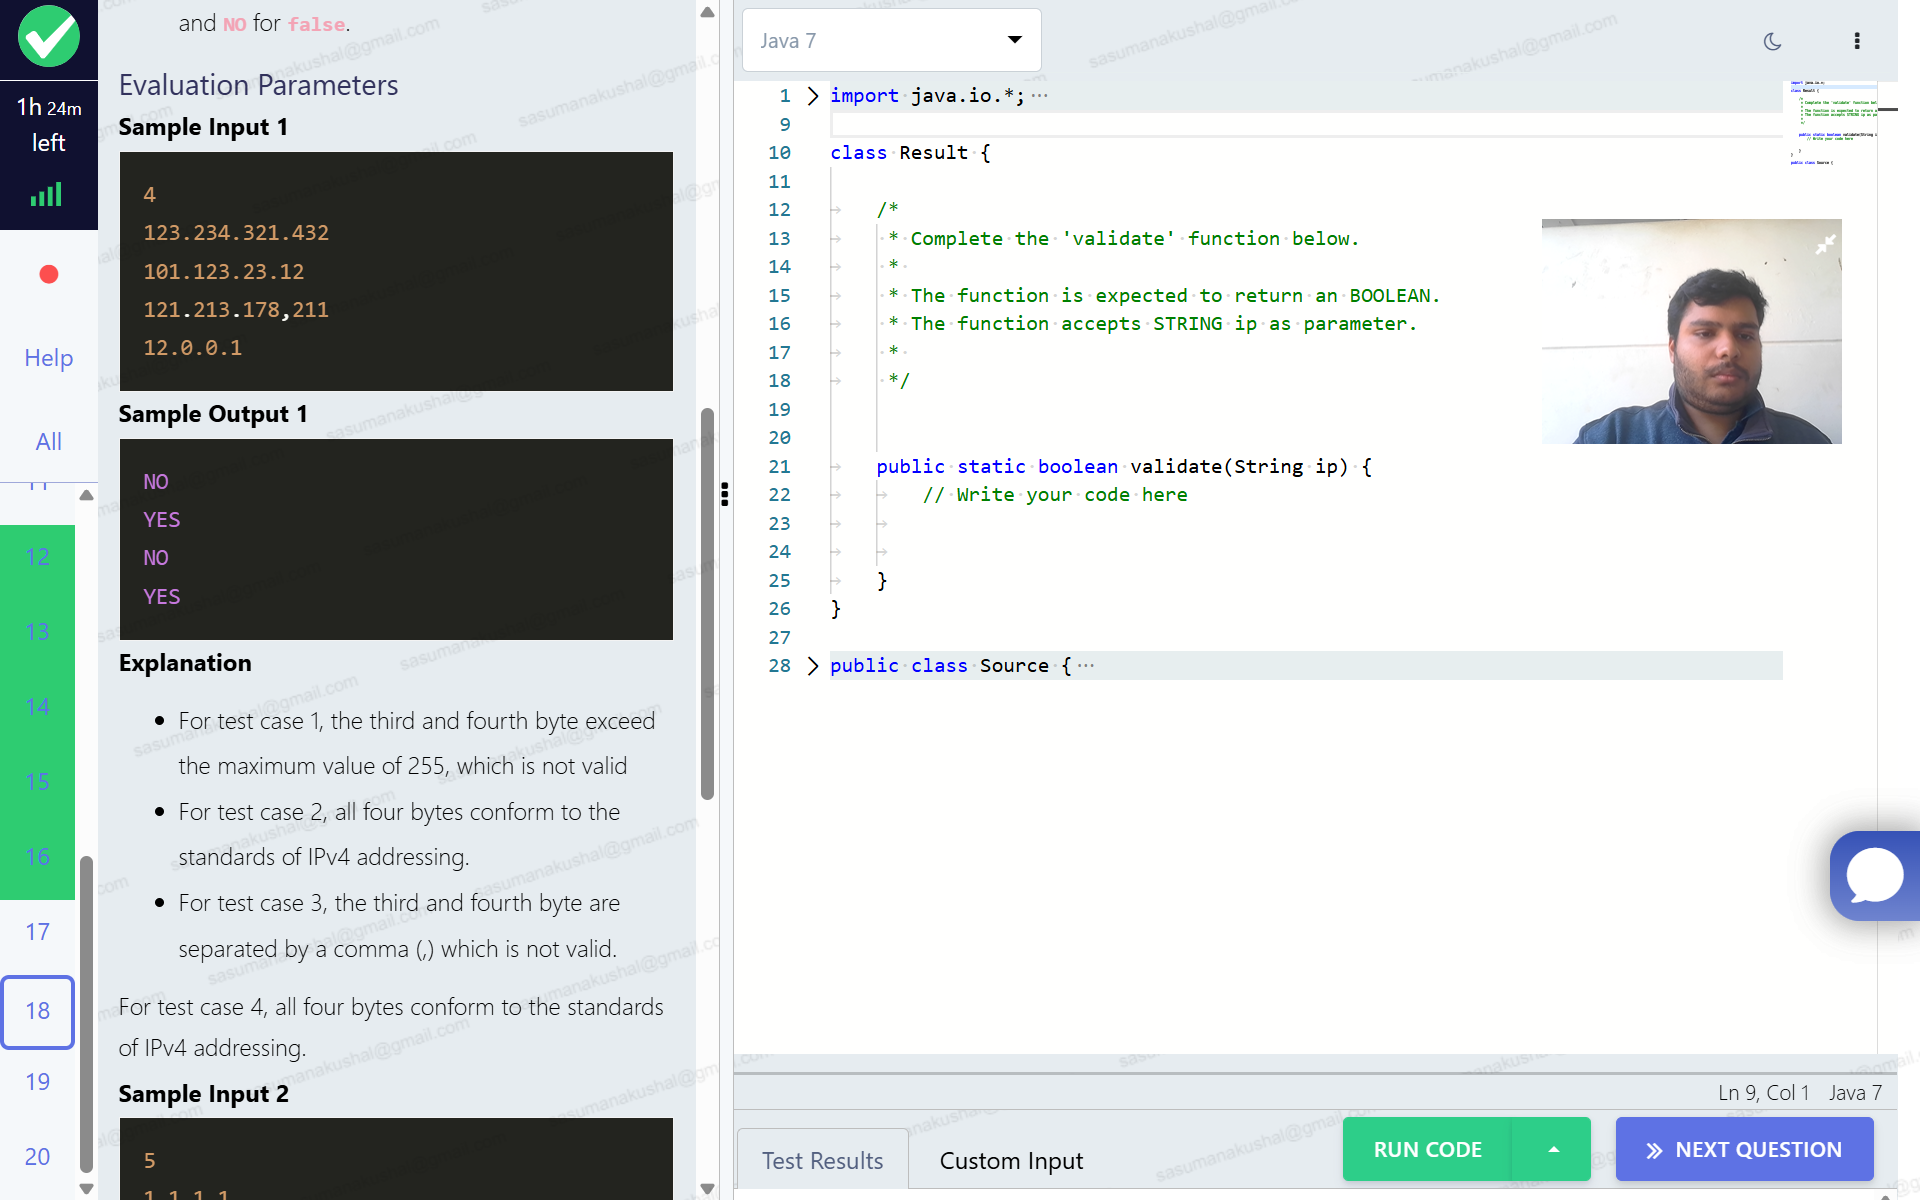 and NO for false.
Evaluation Parameters
Sample Input 1
4
123.234.321.432
101.123.23.12
121.213.178,211
12.0.0.1
Sample Output 1
NO
YES
NO
YES
Explanation
For test case 1, the third and fourth byte exceed
the maximum value of 255, which is not valid
For test case 2, all four bytes conform to the
standards of IPv4 addressing.
For test case 3, the third and fourth byte are
separated by a comma (,) which is not valid.
For test case 4, all four bytes conform to the standards
of IPv4 addressing.
Sample Input 2
5
1.1.1.1
1h 24m
left
Help
All
11
12
13
14
15
16
17
18
19
20
Java 7
1 import java.io.*;
9
10 class Result {
11
12 /*
13 * Complete the 'validate' function below.
14 *
15 * The function is expected to return an BOOLEAN.
16 * The function accepts STRING ip as parameter.
17 *
18 */
19
20
21 public static boolean validate(String ip) {
22 // Write your code here
23
24
25 }
26 }
27
28 public class Source {
Ln 9, Col 1 Java 7
Test Results
Custom Input
RUN CODE
NEXT QUESTION
sasumanakushal@gmail.com